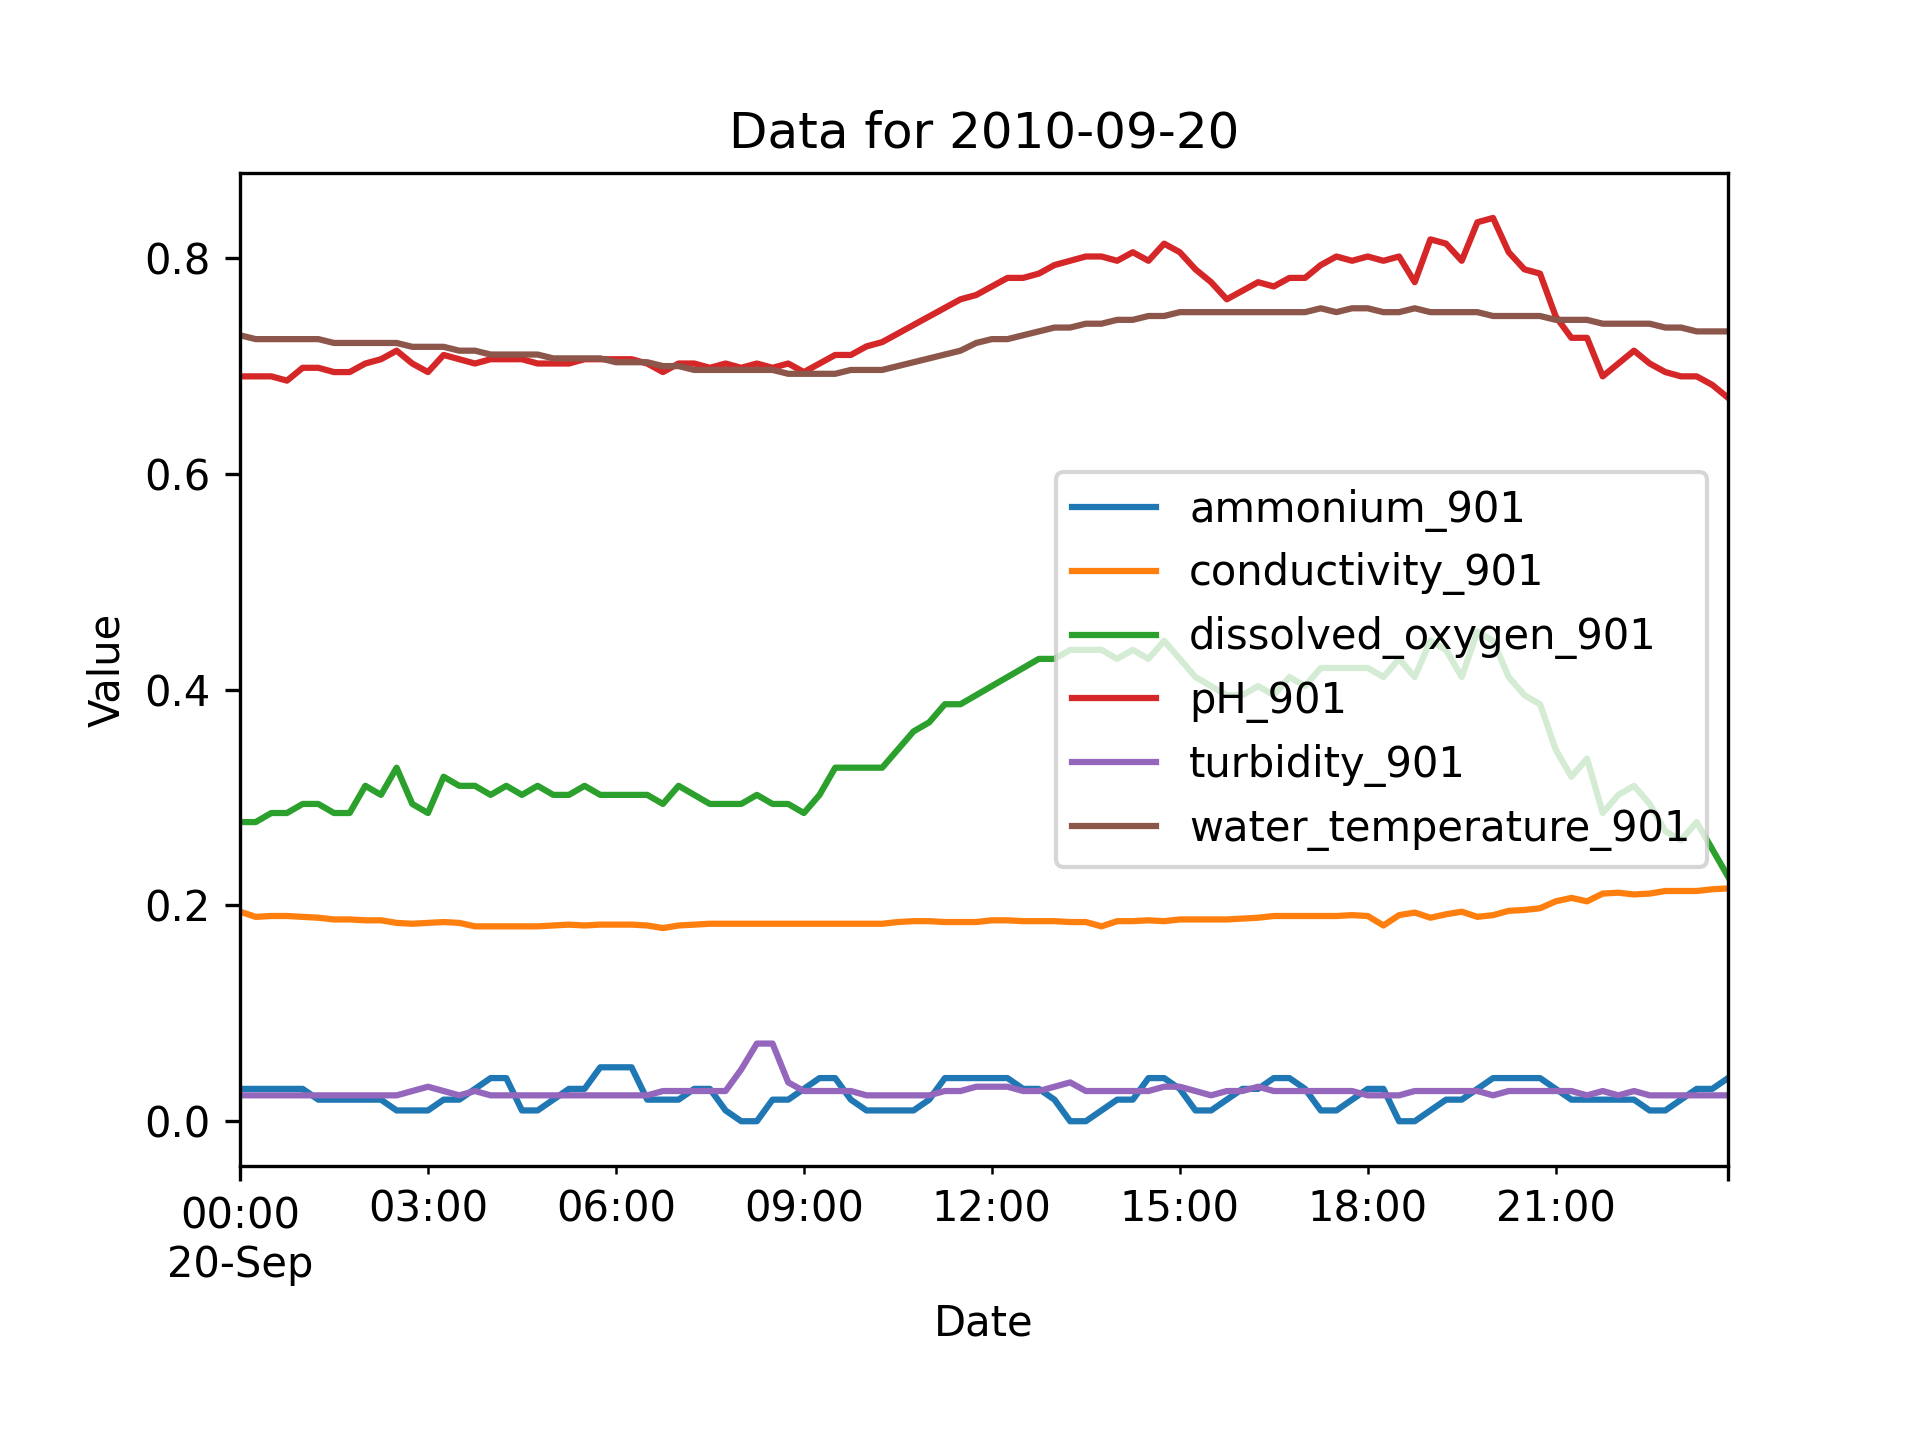 Data for 2010-09-20
Value
0.8
0.6
0.4
0.2
0.0
ammonium_901
conductivity_901
dissolved_oxygen_901
pH_901
turbidity_901
water_temperature_901
00:00 03:00 06:00 09:00 12:00 15:00 18:00 21:00
20-Sep
Date